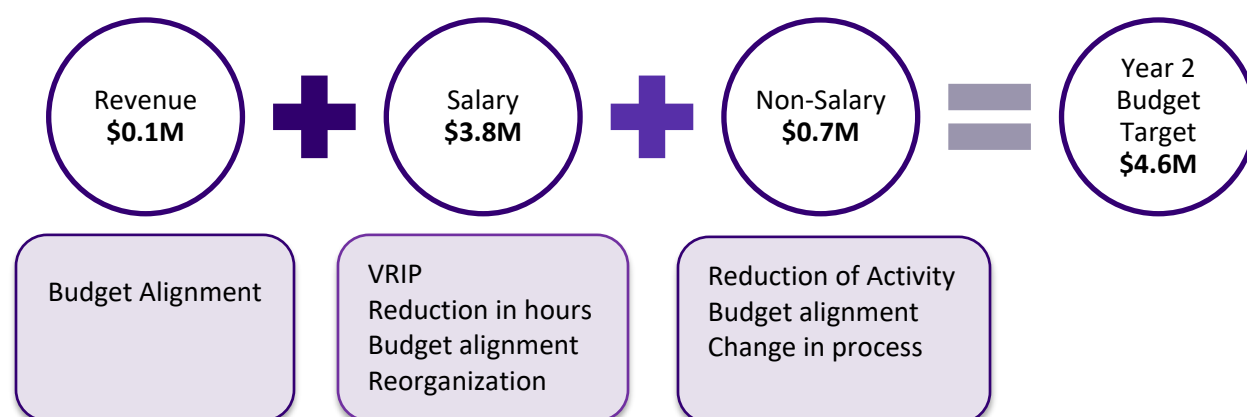 Revenue
$0.1M
Salary
$3.8M
Non-Salary
$0.7M
Year 2
Budget
Target
$4.6M
Budget Alignment
VRIP
Reduction in hours
Budget alignment
Reorganization
Reduction of Activity
Budget alignment
Change in process